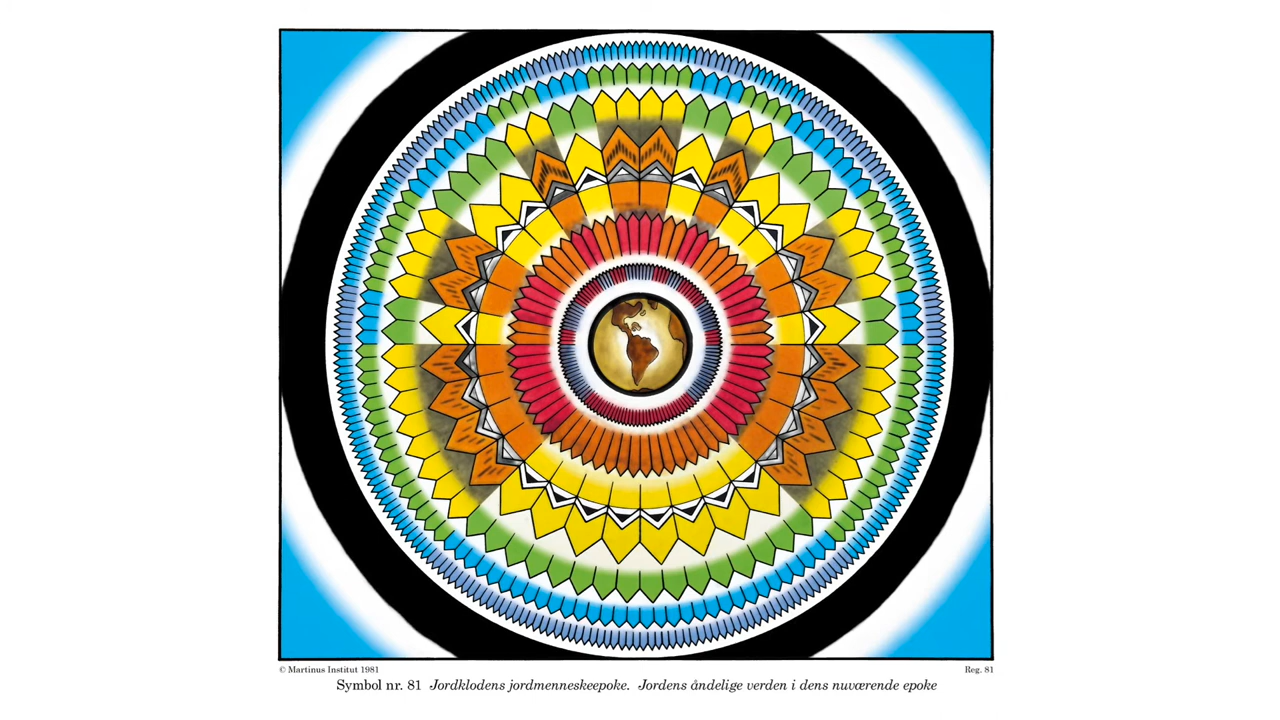 © Martinus Institut 1981
Reg. 81
Symbol nr. 81 Jordklodens jordmenneskeepoke. Jordens åndelige verden i dens nuværende epoke